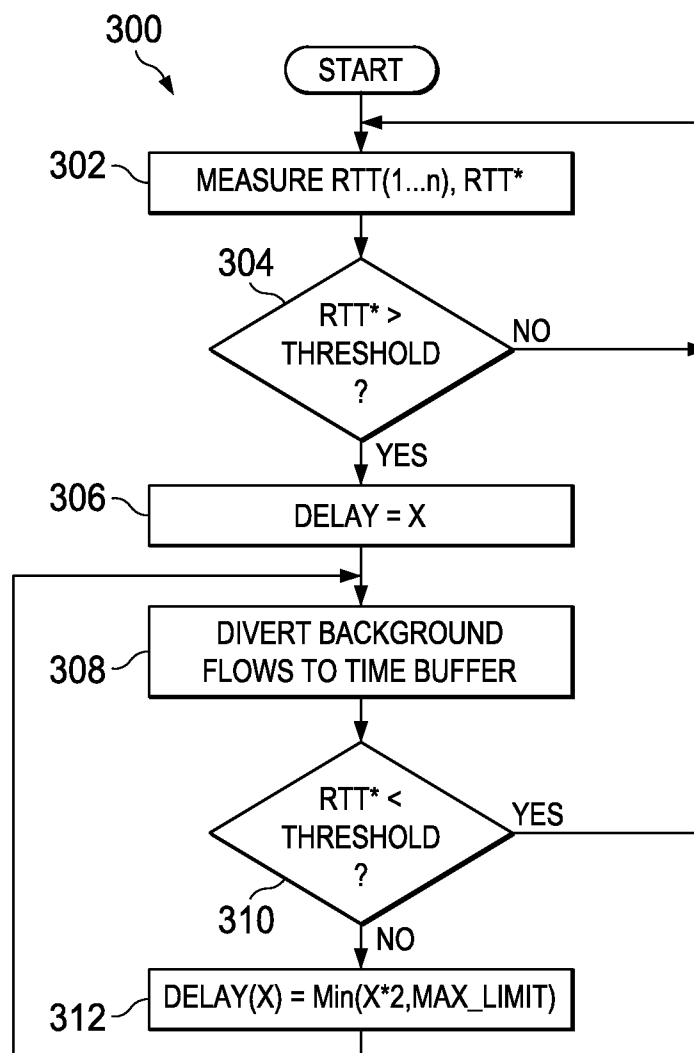 300
START
302
MEASURE RTT(1...n), RTT*
304
RTT* >
THRESHOLD
?
NO
YES
306
DELAY = X
308
DIVERT BACKGROUND
FLOWS TO TIME BUFFER
RTT* <
THRESHOLD
?
YES
310
NO
312
DELAY(X) = Min(X*2,MAX_LIMIT)